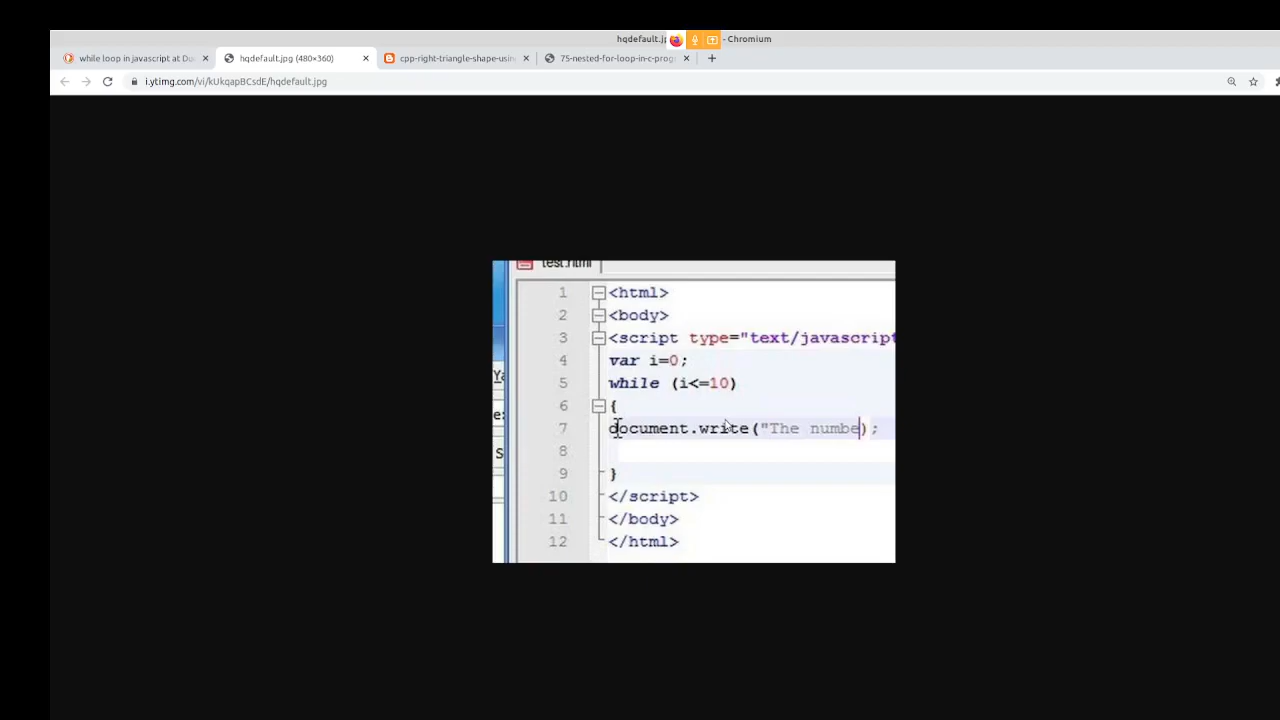 hqdefault.j - Chromium
while loop in javascript at Du
hqdefault.jpg (480×360)
cpp-right-triangle-shape-usin
75-nested-for-loop-in-c-prog
i.ytimg.com/vi/kUkqapBCsdE/hqdefault.jpg
test.html
1 <html>
2 <body>
3 <script type="text/javascript
4 var i=0;
5 while (i<=10)
6 {
7 document.write("The numbe);
8
9 }
10 </script>
11 </body>
12 </html>